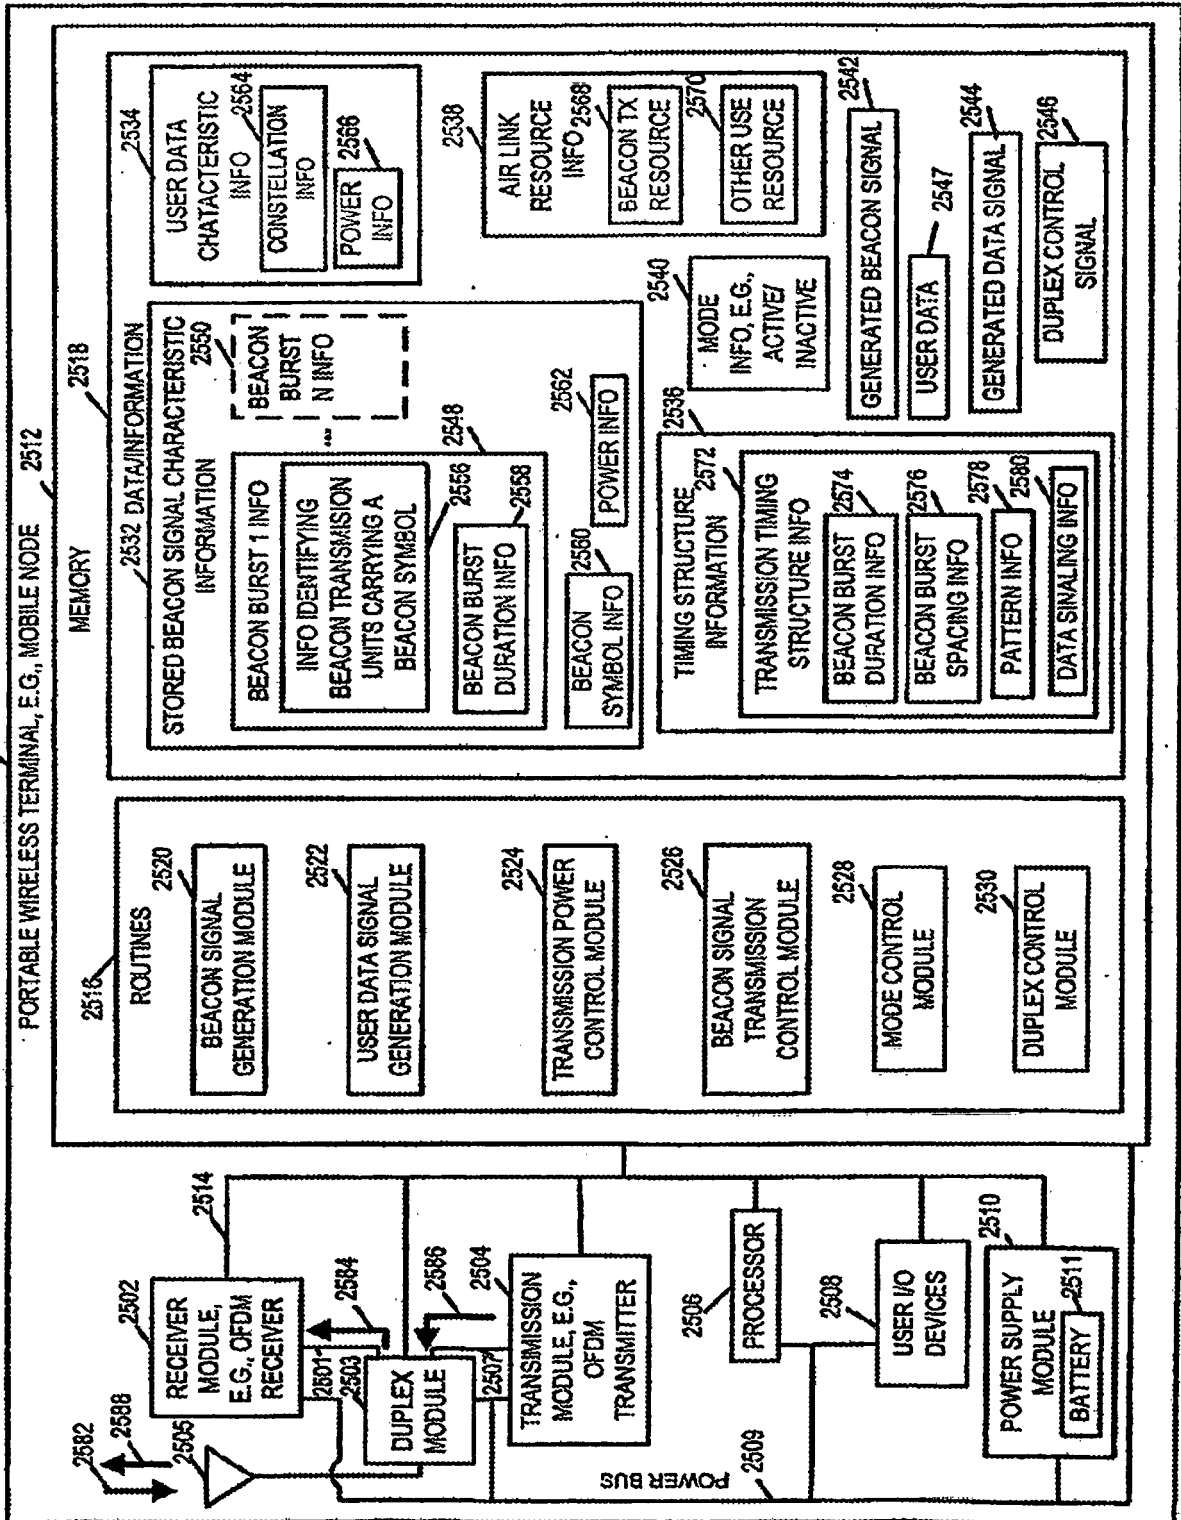 PORTABLE WIRELESS TERMINAL, E.G., MOBILE NODE
2512
2582
2588
2505
2502
RECEIVER
MODULE,
E.G., OFDM
RECEIVER
2514
2501
2503
2584
DUPLEX
MODULE
2586
2507
2504
TRANSIMISSION
MODULE, E.G.,
OFDM
TRANSMITTER
2506
PROCESSOR
2508
USER I/O
DEVICES
2510
POWER SUPPLY
MODULE
2511
BATTERY
POWER BUS
2509
MEMORY
2518
2516
ROUTINES
2520
BEACON SIGNAL
GENERATION MODULE
2522
USER DATA SIGNAL
GENERATION MODULE
2524
TRANSMISSION POWER
CONTROL MODULE
2526
BEACON SIGNAL
TRANSMISSION
CONTROL MODULE
2528
MODE CONTROL
MODULE
2530
DUPLEX CONTROL
MODULE
2532
DATA/INFORMATION
STORED BEACON SIGNAL CHARACTERISTIC
INFORMATION
2550
BEACON BURST 1 INFO
BEACON
BURST
N INFO
...
INFO IDENTIFYING
BEACON TRANSMISION
UNITS CARRYING A
BEACON SYMBOL
2548
2556
BEACON BURST
DURATION INFO
2558
2560
BEACON
SYMBOL INFO
2562
POWER INFO
2534
USER DATA
CHATACTERISTIC
INFO
2564
CONSTELLATION
INFO
2566
POWER
INFO
2538
AIR LINK
RESOURCE
INFO
2568
BEACON TX
RESOURCE
2570
OTHER USE
RESOURCE
2540
MODE
INFO, E.G.,
ACTIVE/
INACTIVE
2536
TIMING STRUCTURE
INFORMATION
2572
TRANSMISSION TIMING
STRUCTURE INFO
2574
BEACON BURST
DURATION INFO
2576
BEACON BURST
SPACING INFO
2578
PATTERN INFO
2580
DATA SINALING INFO
2542
GENERATED BEACON SIGNAL
2547
USER DATA
2544
GENERATED DATA SIGNAL
2546
DUPLEX CONTROL
SIGNAL